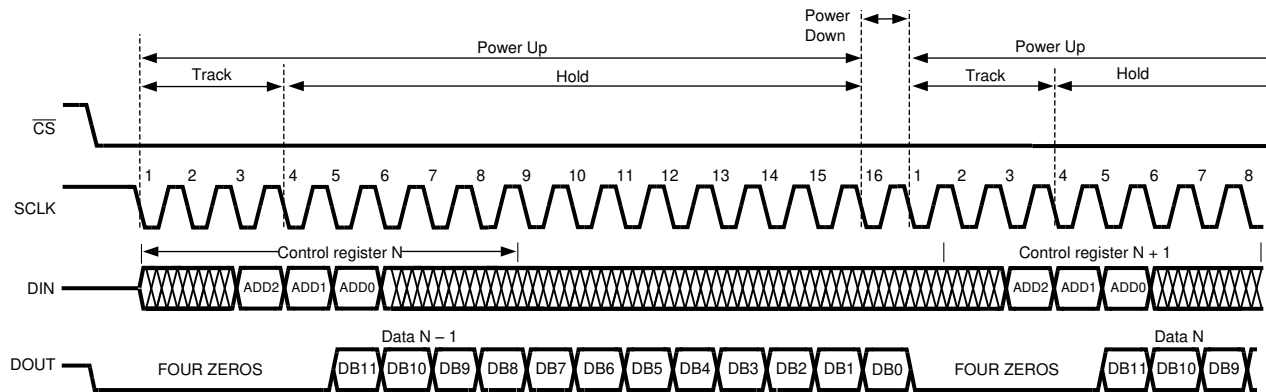 Power
Down
Power Up
Power Up
Track
Hold
Track
Hold
CS
1 2 3 4 5 6 7 8 9 10 11 12 13 14 15 16 1 2 3 4 5 6 7 8
SCLK
Control register N
Control register N + 1
DIN
ADD2 ADD1 ADD0
ADD2 ADD1 ADD0
Data N – 1
Data N
DOUT
FOUR ZEROS
DB11 DB10 DB9 DB8 DB7 DB6 DB5 DB4 DB3 DB2 DB1 DB0
FOUR ZEROS
DB11 DB10 DB9